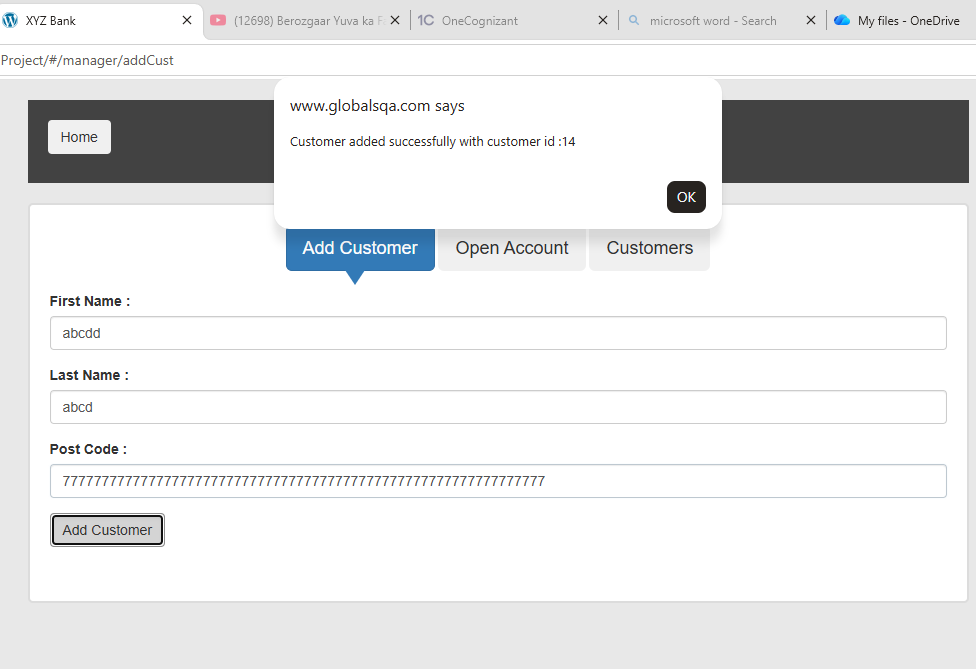 XYZ Bank
(12698) Berozgaar Yuva ka F
1C OneCognizant
microsoft word - Search
My files - OneDrive
Project/#/manager/addCust
www.globalsqa.com says
Customer added successfully with customer id :14
OK
Home
Add Customer
Open Account
Customers
First Name :
abcdd
Last Name :
abcd
Post Code :
77777777777777777777777777777777777777777777777777777777777777
Add Customer